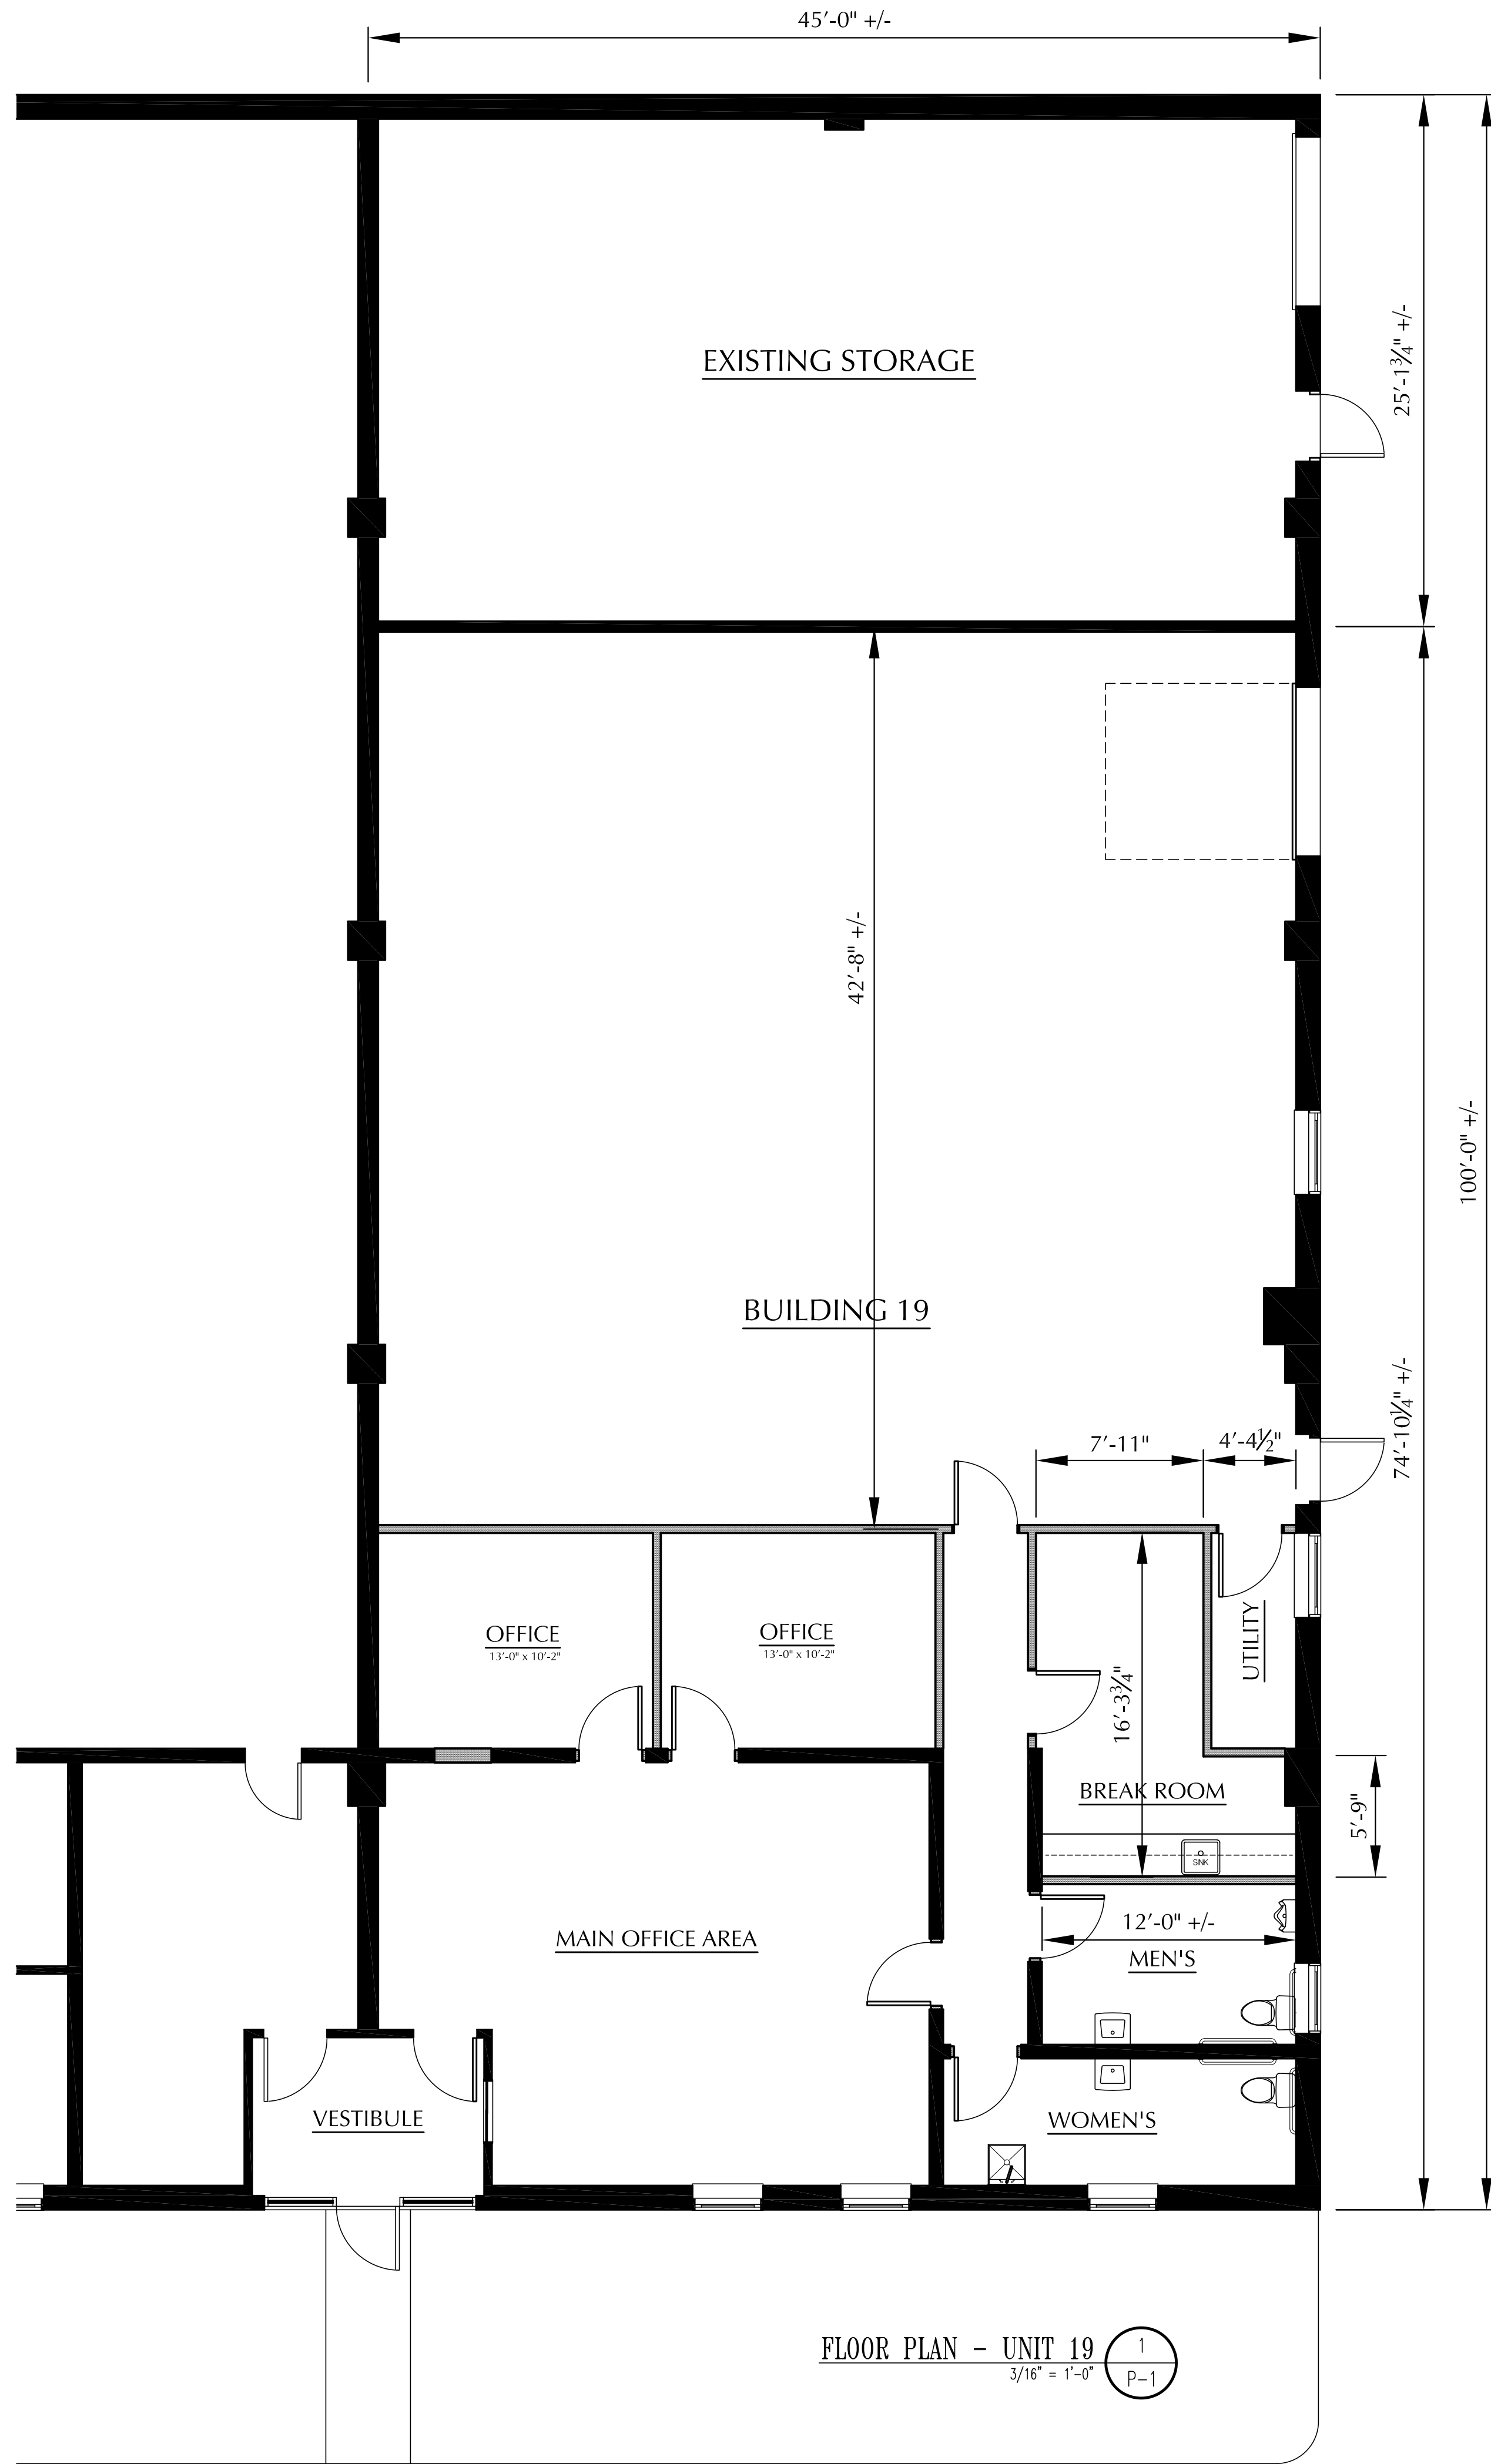 45′-0" +/-
EXISTING STORAGE
25′-1¾" +/-
42′-8" +/-
100′-0" +/-
BUILDING 19
74′-10¼" +/-
7′-11"
4′-4½"
OFFICE
13′-0" x 10′-2"
OFFICE
13′-0" x 10′-2"
UTILITY
16′-3¾"
BREAK ROOM
5′-9"
SINK
12′-0" +/-
MAIN OFFICE AREA
MEN'S
VESTIBULE
WOMEN'S
FLOOR PLAN - UNIT 19
3/16" = 1'-0"
1
P-1